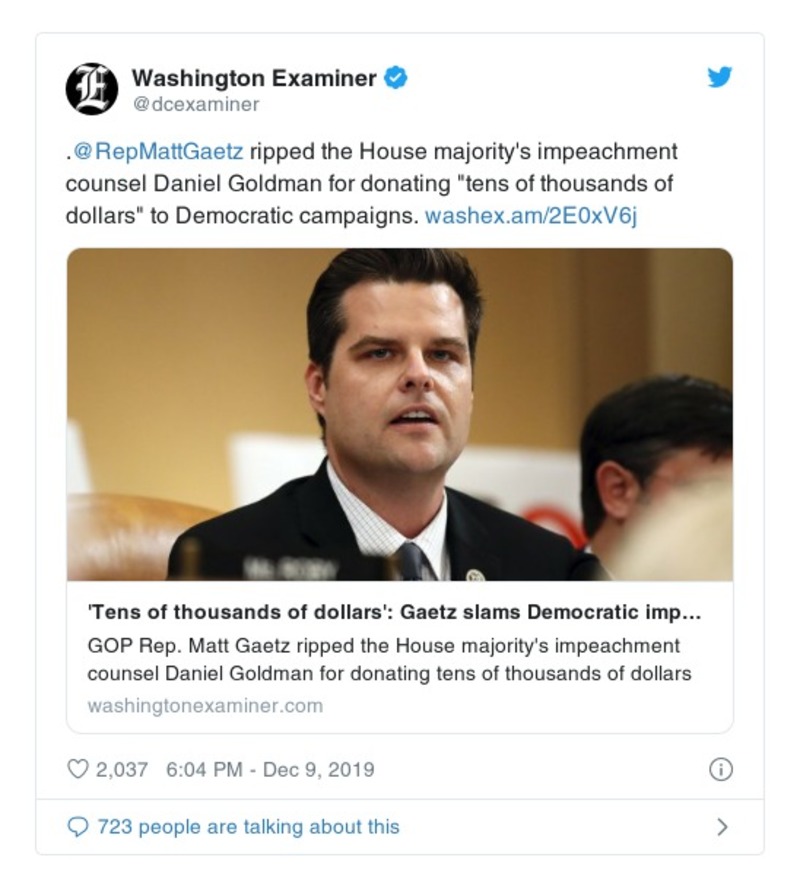 Washington Examiner
@dcexaminer
.@RepMattGaetz ripped the House majority's impeachment
counsel Daniel Goldman for donating "tens of thousands of
dollars" to Democratic campaigns. washex.am/2E0xV6j
'Tens of thousands of dollars': Gaetz slams Democratic imp...
GOP Rep. Matt Gaetz ripped the House majority's impeachment
counsel Daniel Goldman for donating tens of thousands of dollars
washingtonexaminer.com
2,037 6:04 PM - Dec 9, 2019
723 people are talking about this